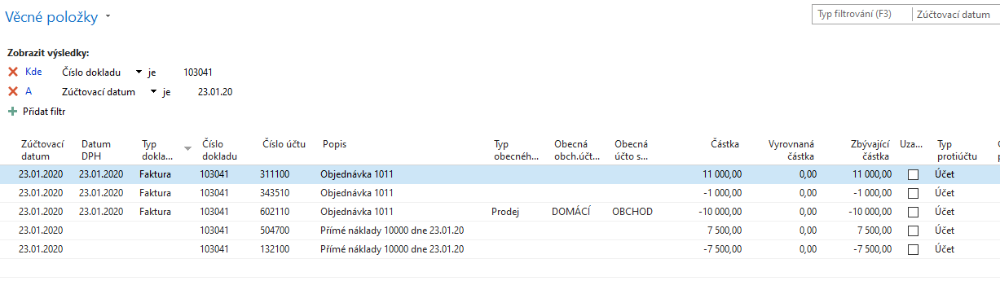 Věcné položky
Typ filtrování (F3) Zúčtovací datum
Zobrazit výsledky:
Kde Číslo dokladu je 103041
A Zúčtovací datum je 23.01.20
Přidat filtr
Zúčtovací datum Datum DPH Typ dokla... Číslo dokladu Číslo účtu Popis Typ obecnéh... Obecná obch.účt... Obecná účto s... Částka Vyrovnaná částka Zbývající částka Uza... Typ protiúčtu
23.01.2020 23.01.2020 Faktura 103041 311100 Objednávka 1011 11 000,00 0,00 11 000,00 Účet
23.01.2020 23.01.2020 Faktura 103041 343510 Objednávka 1011 -1 000,00 0,00 -1 000,00 Účet
23.01.2020 23.01.2020 Faktura 103041 602110 Objednávka 1011 Prodej DOMÁCÍ OBCHOD -10 000,00 0,00 -10 000,00 Účet
23.01.2020 103041 504700 Přímé náklady 10000 dne 23.01.20 7 500,00 0,00 7 500,00 Účet
23.01.2020 103041 132100 Přímé náklady 10000 dne 23.01.20 -7 500,00 0,00 -7 500,00 Účet